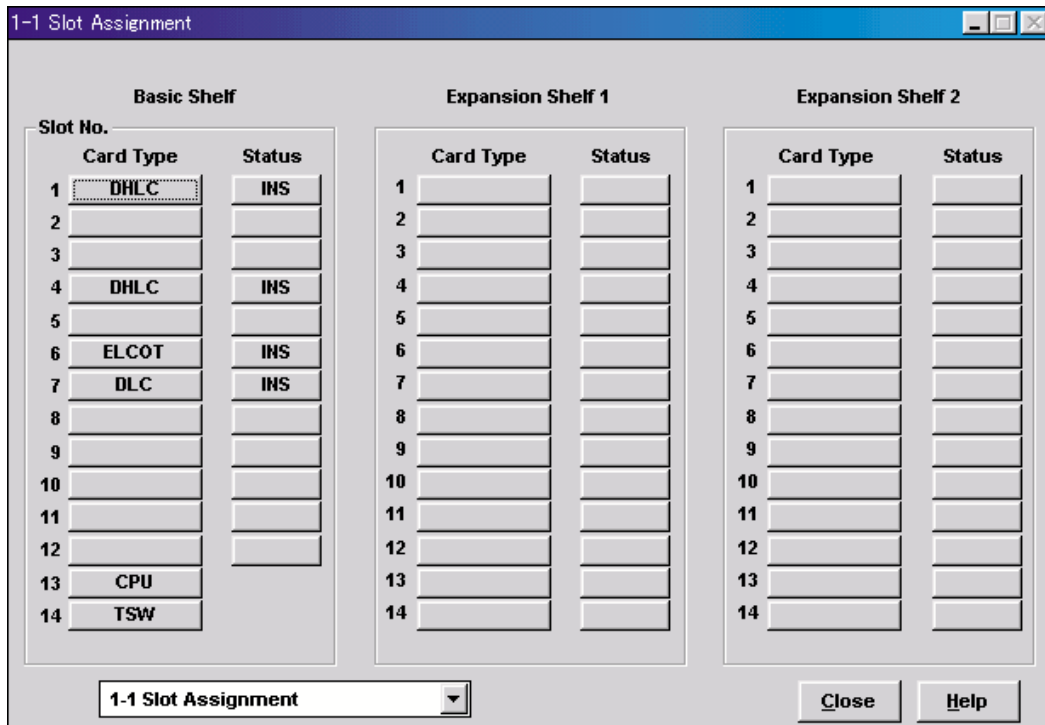 1-1 Slot Assignment
Basic Shelf Expansion Shelf 1 Expansion Shelf 2
Slot No.
Card Type Status Card Type Status Card Type Status
1 DHLC INS 1 1
2 2 2
3 3 3
4 DHLC INS 4 4
5 5 5
6 ELCOT INS 6 6
7 DLC INS 7 7
8 8 8
9 9 9
10 10 10
11 11 11
12 12 12
13 CPU 13 13
14 TSW 14 14
1-1 Slot Assignment Close Help